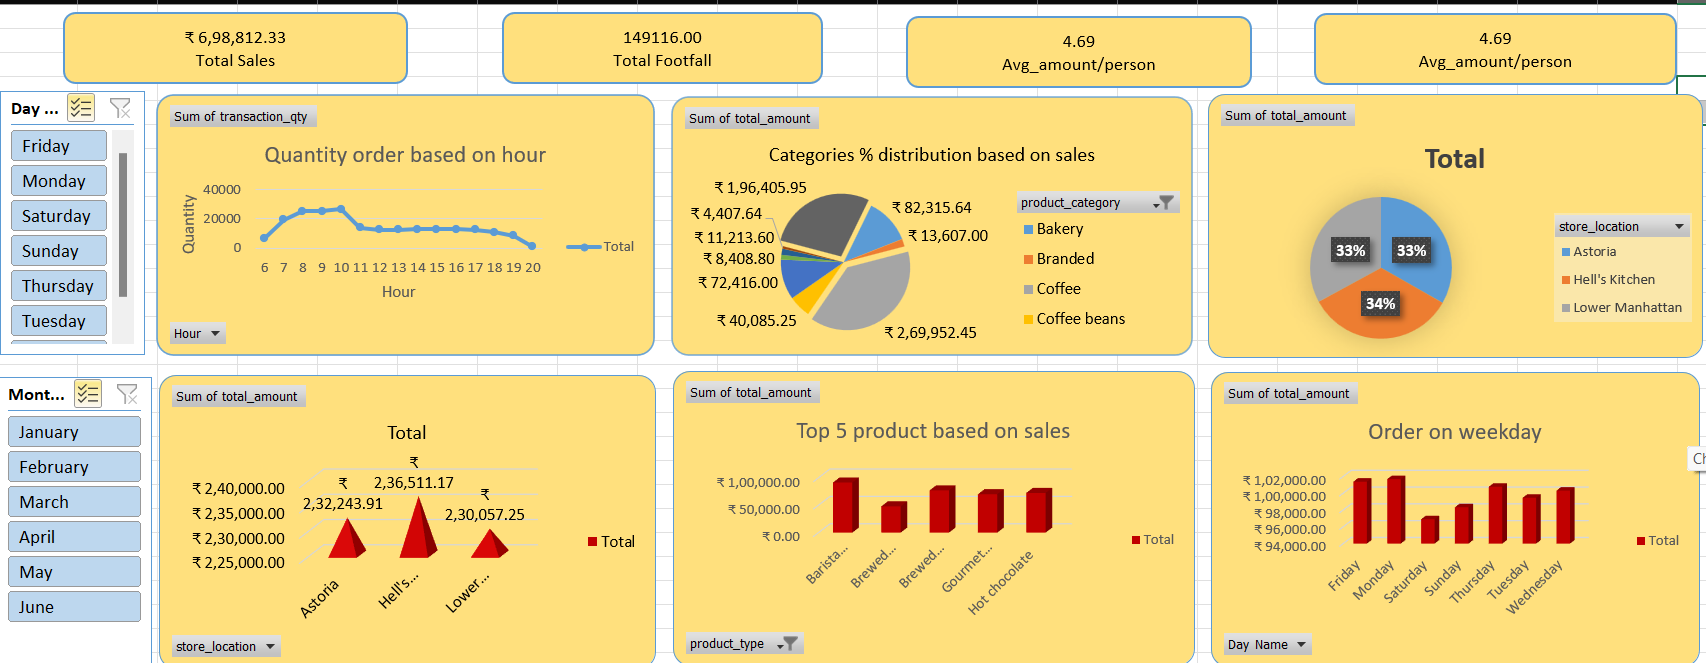 ₹ 6,98,812.33
Total Sales
149116.00
Total Footfall
4.69
Avg_amount/person
4.69
Avg_amount/person
Day ...
Friday
Monday
Saturday
Sunday
Thursday
Tuesday
Sum of transaction_qty
Quantity order based on hour
Quantity
40000
20000
0
6 7 8 9 10 11 12 13 14 15 16 17 18 19 20
Hour
Total
Hour
Sum of total_amount
Categories % distribution based on sales
₹ 1,96,405.95
₹ 4,407.64
₹ 11,213.60
₹ 8,408.80
₹ 72,416.00
₹ 40,085.25
₹ 82,315.64
₹ 13,607.00
₹ 2,69,952.45
product_category
Bakery
Branded
Coffee
Coffee beans
Sum of total_amount
Total
33%
33%
34%
store_location
Astoria
Hell's Kitchen
Lower Manhattan
Mont...
January
February
March
April
May
June
Sum of total_amount
Total
₹ 2,40,000.00
₹ 2,35,000.00
₹ 2,30,000.00
₹ 2,25,000.00
₹
2,32,243.91
₹
2,36,511.17
₹
2,30,057.25
Astoria
Hell's...
Lower...
Total
store_location
Sum of total_amount
Top 5 product based on sales
₹ 1,00,000.00
₹ 50,000.00
₹ 0.00
Barista...
Brewed...
Brewed...
Gourmet...
Hot chocolate
Total
product_type
Sum of total_amount
Order on weekday
₹ 1,02,000.00
₹ 1,00,000.00
₹ 98,000.00
₹ 96,000.00
₹ 94,000.00
Friday
Monday
Saturday
Sunday
Thursday
Tuesday
Wednesday
Total
Day Name